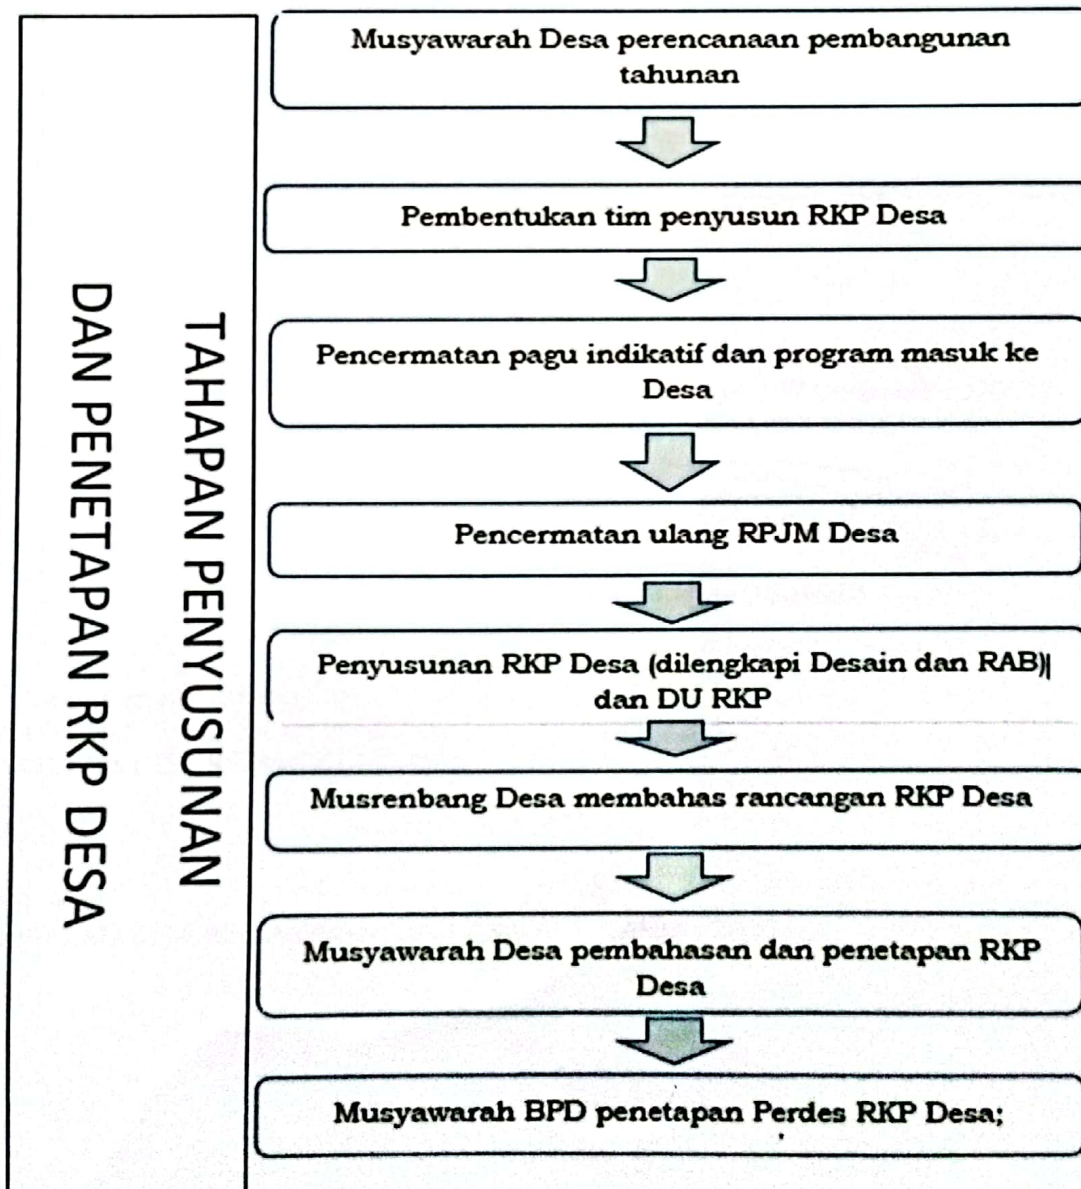 TAHAPAN PENYUSUNAN
DAN PENETAPAN RKP DESA
Musyawarah Desa perencanaan pembangunan
tahunan
Pembentukan tim penyusun RKP Desa
Pencermatan pagu indikatif dan program masuk ke
Desa
Pencermatan ulang RPJM Desa
Penyusunan RKP Desa (dilengkapi Desain dan RAB)|
dan DU RKP
Musrenbang Desa membahas rancangan RKP Desa
Musyawarah Desa pembahasan dan penetapan RKP
Desa
Musyawarah BPD penetapan Perdes RKP Desa;